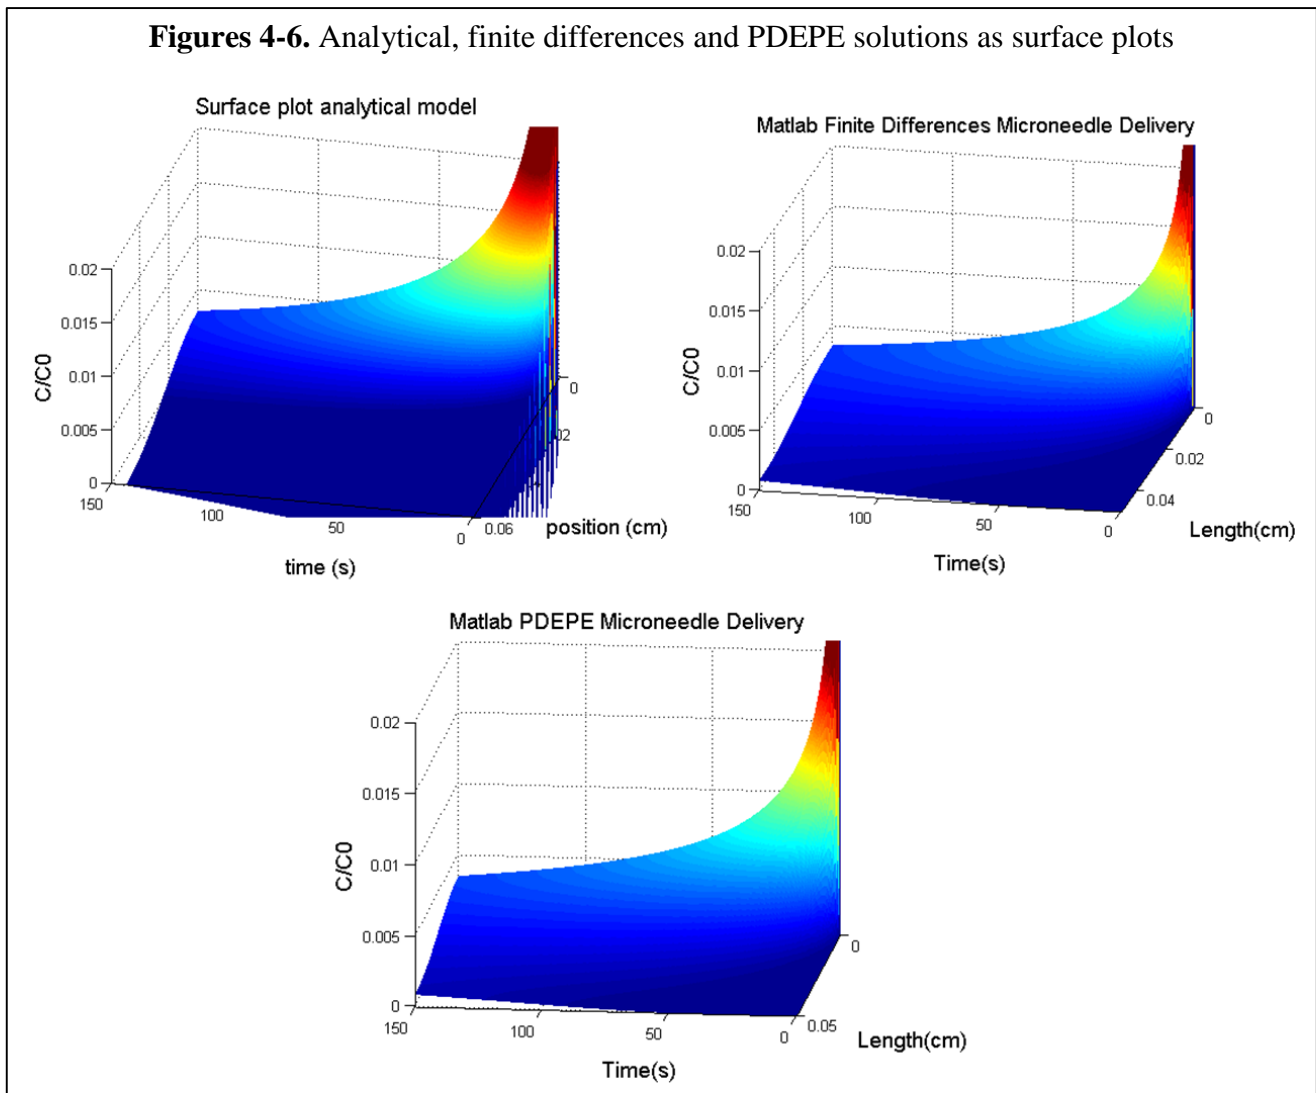 Figures 4-6. Analytical, finite differences and PDEPE solutions as surface plots
Surface plot analytical model
C/C0
0.02
0.015
0.01
0.005
0
150
100
50
0
time (s)
0
02
0.06
position (cm)
Matlab Finite Differences Microneedle Delivery
C/C0
0.02
0.015
0.01
0.005
0
150
100
50
0
Time(s)
0
0.02
0.04
Length(cm)
Matlab PDEPE Microneedle Delivery
C/C0
0.02
0.015
0.01
0.005
0
150
100
50
0
Time(s)
0
0.05
Length(cm)